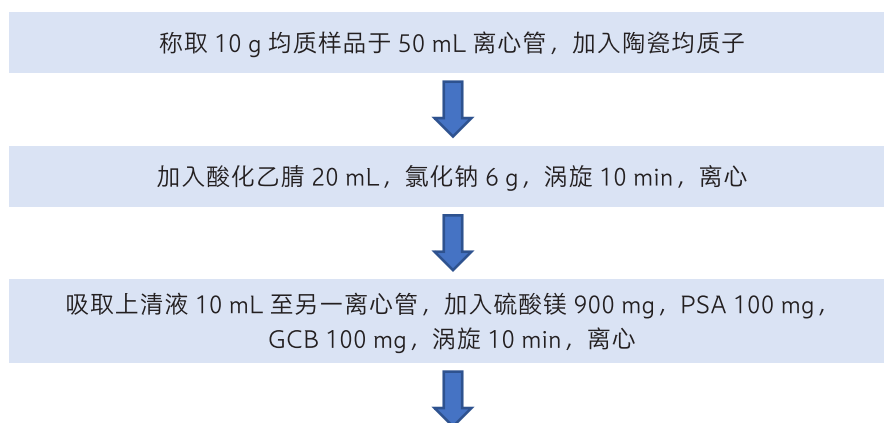 称取 10 g 均质样品于 50 mL 离心管，加入陶瓷均质子
加入酸化乙腈 20 mL，氯化钠 6 g，涡旋 10 min，离心
吸取上清液 10 mL 至另一离心管，加入硫酸镁 900 mg，PSA 100 mg，
GCB 100 mg，涡旋 10 min，离心